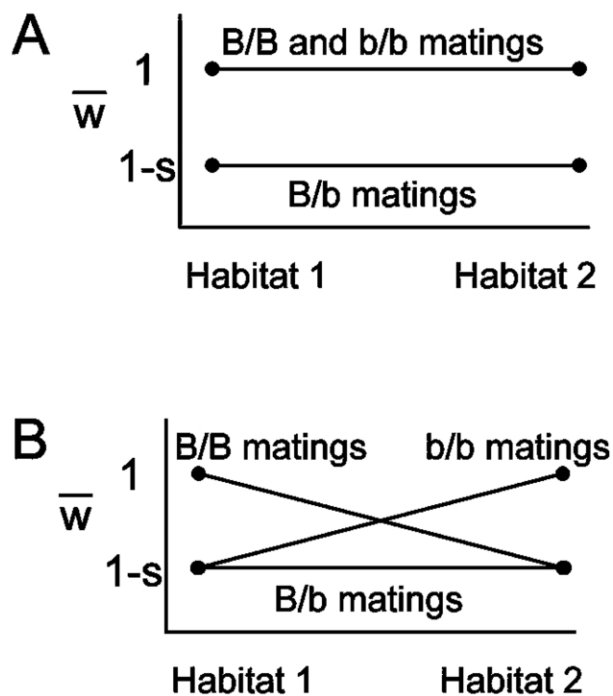 A
B/B and b/b matings
1
w
1-s
B/b matings
Habitat 1 Habitat 2
B
B/B matings b/b matings
1
w
1-s
B/b matings
Habitat 1 Habitat 2